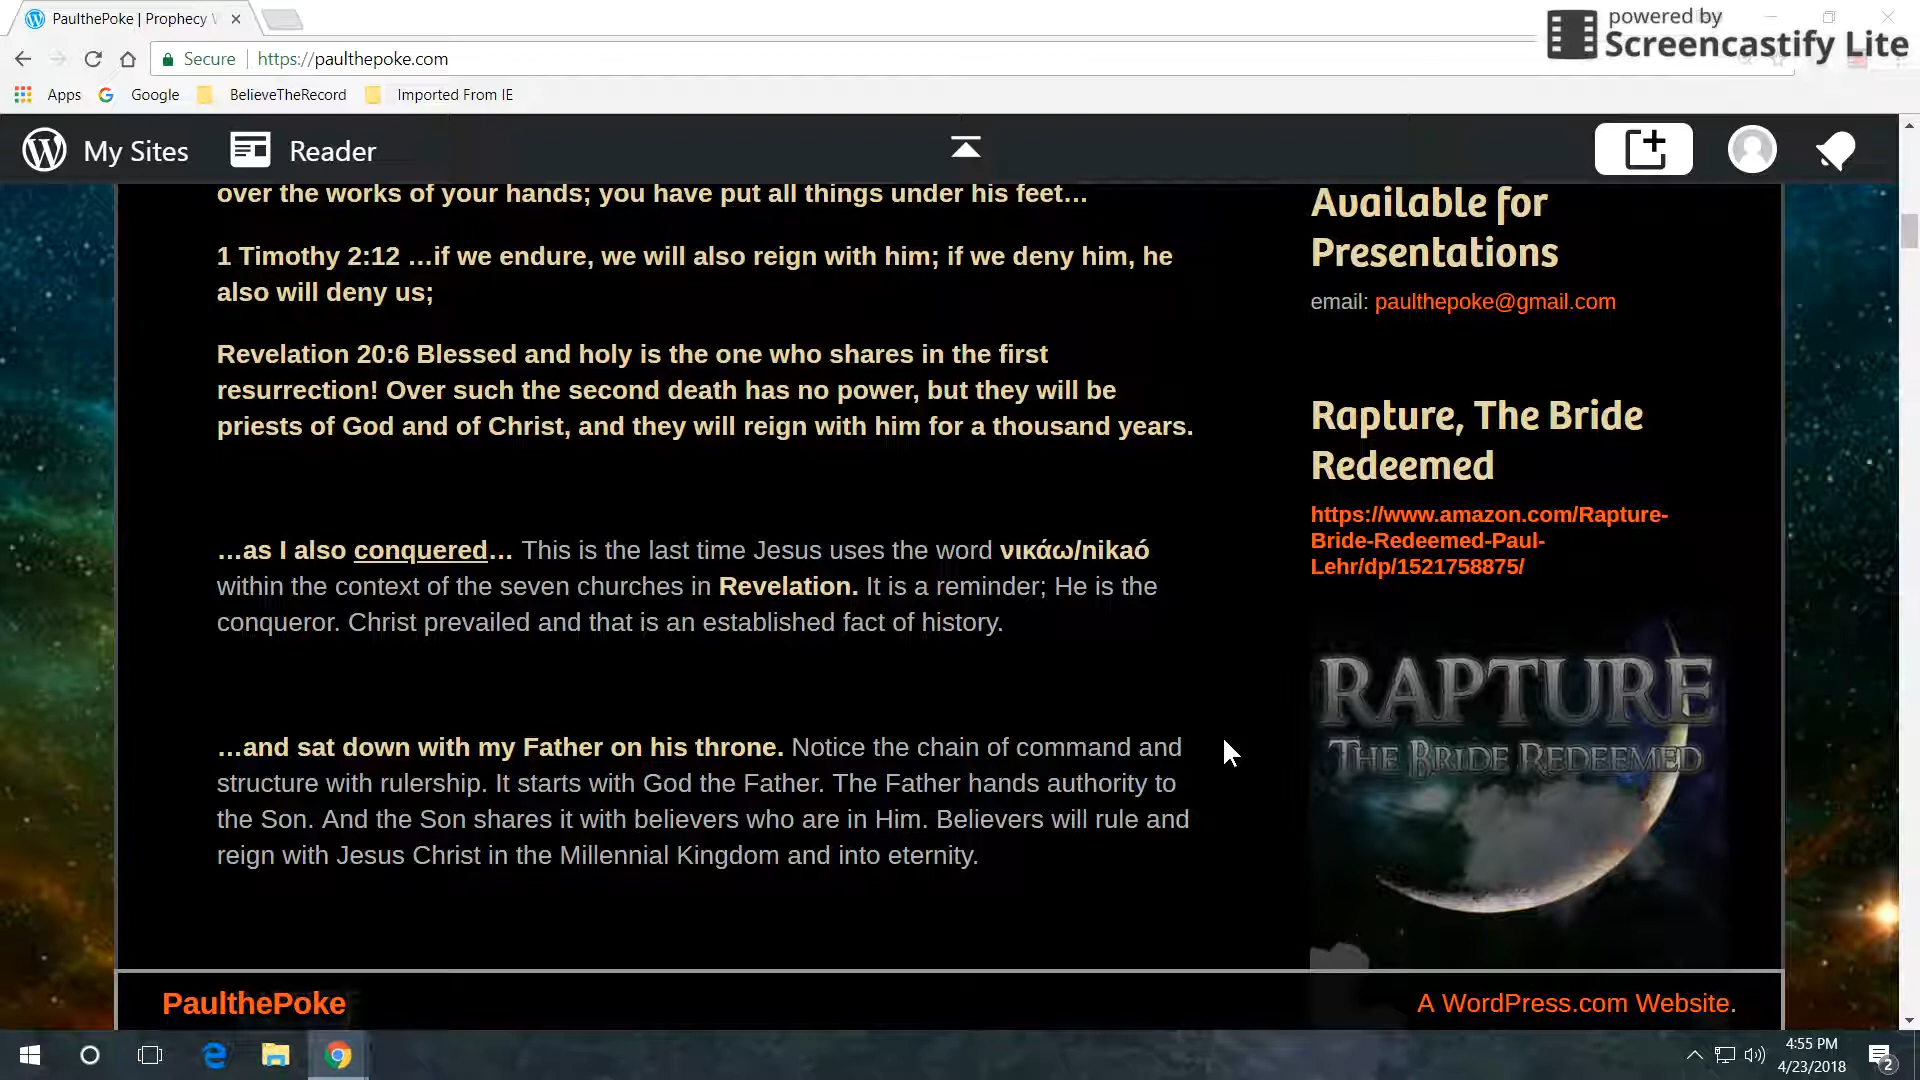 PaulthePoke | Prophecy
powered by
Screencastify Lite
Secure
https://paulthepoke.com
Apps
Google
BelieveTheRecord
Imported From IE
My Sites
Reader
over the works of your hands; you have put all things under his feet…
1 Timothy 2:12 …if we endure, we will also reign with him; if we deny him, he
also will deny us;
Revelation 20:6 Blessed and holy is the one who shares in the first
resurrection! Over such the second death has no power, but they will be
priests of God and of Christ, and they will reign with him for a thousand years.
…as I also conquered… This is the last time Jesus uses the word νικάω/nikaó
within the context of the seven churches in Revelation. It is a reminder; He is the
conqueror. Christ prevailed and that is an established fact of history.
…and sat down with my Father on his throne. Notice the chain of command and
structure with rulership. It starts with God the Father. The Father hands authority to
the Son. And the Son shares it with believers who are in Him. Believers will rule and
reign with Jesus Christ in the Millennial Kingdom and into eternity.
Available for
Presentations
email: paulthepoke@gmail.com
Rapture, The Bride
Redeemed
https://www.amazon.com/Rapture-
Bride-Redeemed-Paul-
Lehr/dp/1521758875/
RAPTURE
THE BRIDE REDEEMED
PaulthePoke
A WordPress.com Website.
4:55 PM
4/23/2018
2